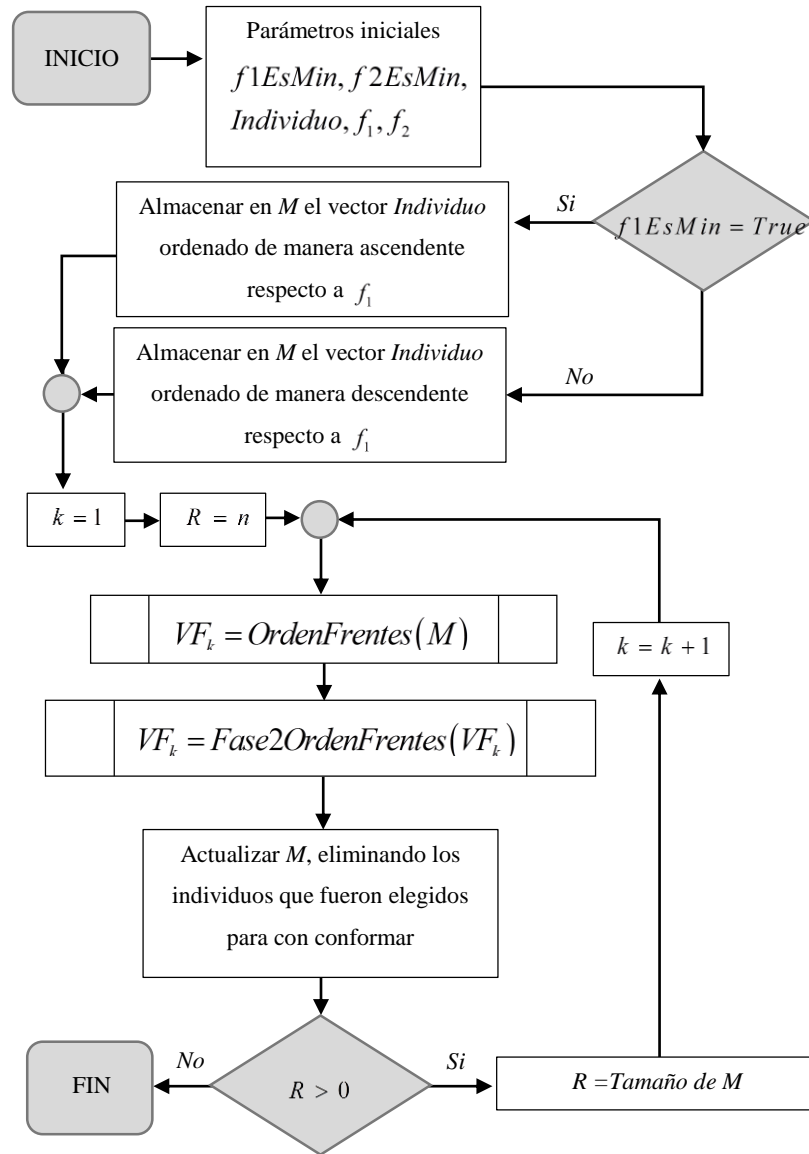 INICIO
Parámetros iniciales
f1EsMin, f2EsMin,
Individuo, f₁, f₂
Si
f1EsMin = True
Almacenar en M el vector Individuo
ordenado de manera ascendente
respecto a f₁
No
Almacenar en M el vector Individuo
ordenado de manera descendente
respecto a f₁
k = 1
R = n
VFₖ = OrdenFrentes(M)
k = k + 1
VFₖ = Fase2OrdenFrentes(VFₖ)
Actualizar M, eliminando los
individuos que fueron elegidos
para con conformar
No
Si
FIN
R > 0
R =Tamaño de M